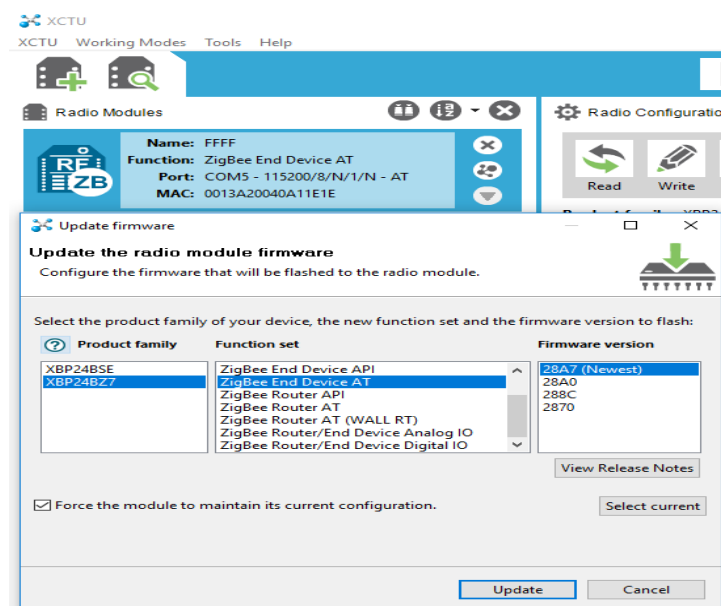 XCTU
XCTU Working Modes Tools Help
Radio Modules
Radio Configuratio
Name: FFFF
Function: ZigBee End Device AT
Port: COM5 - 115200/8/N/1/N - AT
MAC: 0013A20040A11E1E
RF
ZB
Read Write
Update firmware
Update the radio module firmware
Configure the firmware that will be flashed to the radio module.
Select the product family of your device, the new function set and the firmware version to flash:
Product family Function set Firmware version
XBP24BSE
XBP24BZ7
ZigBee End Device API
ZigBee End Device AT
ZigBee Router API
ZigBee Router AT
ZigBee Router AT (WALL RT)
ZigBee Router/End Device Analog IO
ZigBee Router/End Device Digital IO
28A7 (Newest)
28A0
288C
2870
View Release Notes
Force the module to maintain its current configuration.
Select current
Update Cancel